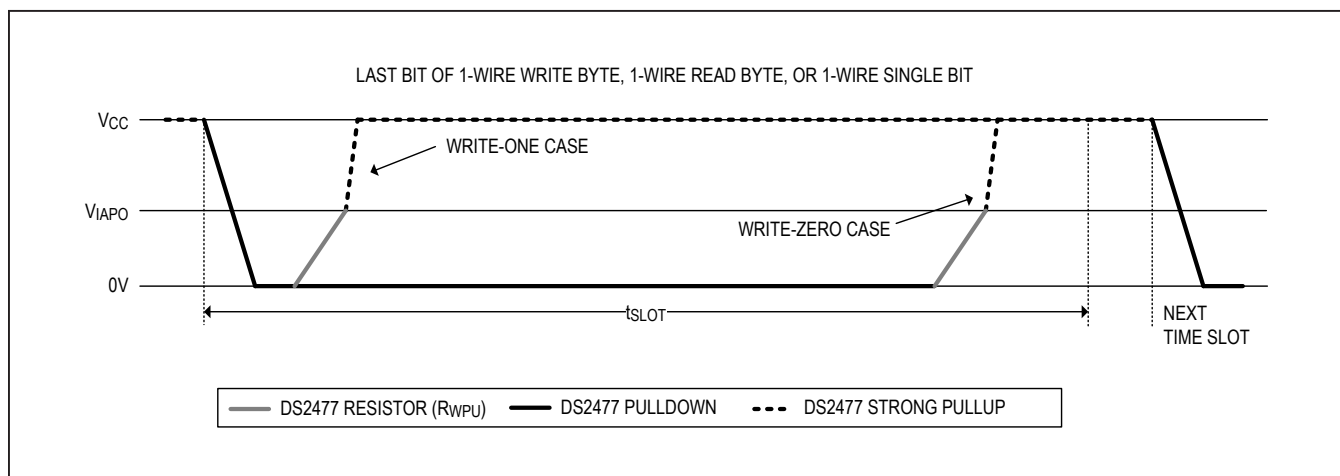 LAST BIT OF 1-WIRE WRITE BYTE, 1-WIRE READ BYTE, OR 1-WIRE SINGLE BIT
VCC
WRITE-ONE CASE
VIAPO
WRITE-ZERO CASE
0V
tSLOT
NEXT
TIME SLOT
DS2477 RESISTOR (RWPU) DS2477 PULLDOWN DS2477 STRONG PULLUP